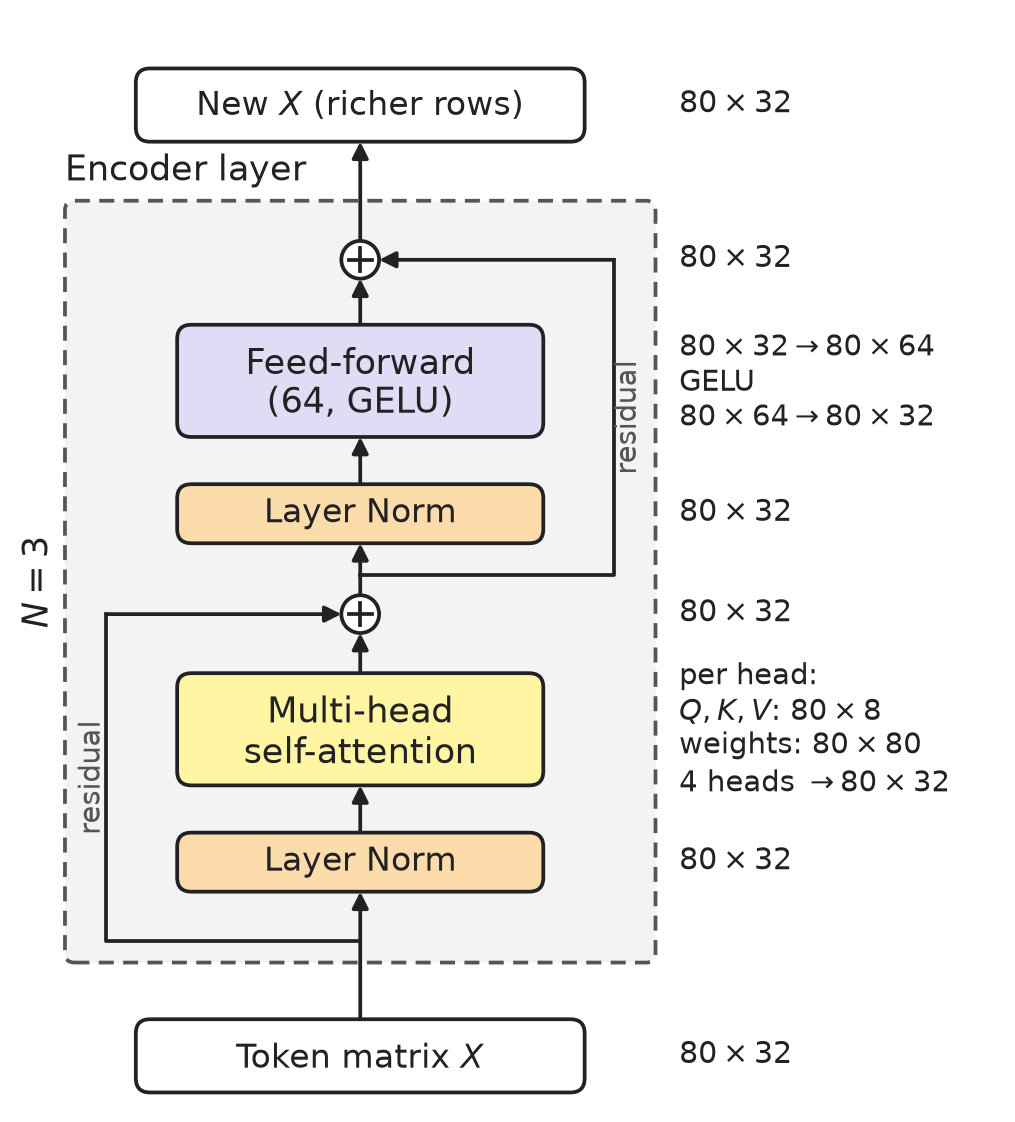 New X (richer rows)
80 × 32
Encoder layer
80 × 32
Feed-forward
(64, GELU)
80 × 32 → 80 × 64
GELU
80 × 64 → 80 × 32
residual
Layer Norm
80 × 32
N = 3
80 × 32
Multi-head
self-attention
per head:
Q, K, V: 80 × 8
weights: 80 × 80
4 heads → 80 × 32
residual
Layer Norm
80 × 32
Token matrix X
80 × 32